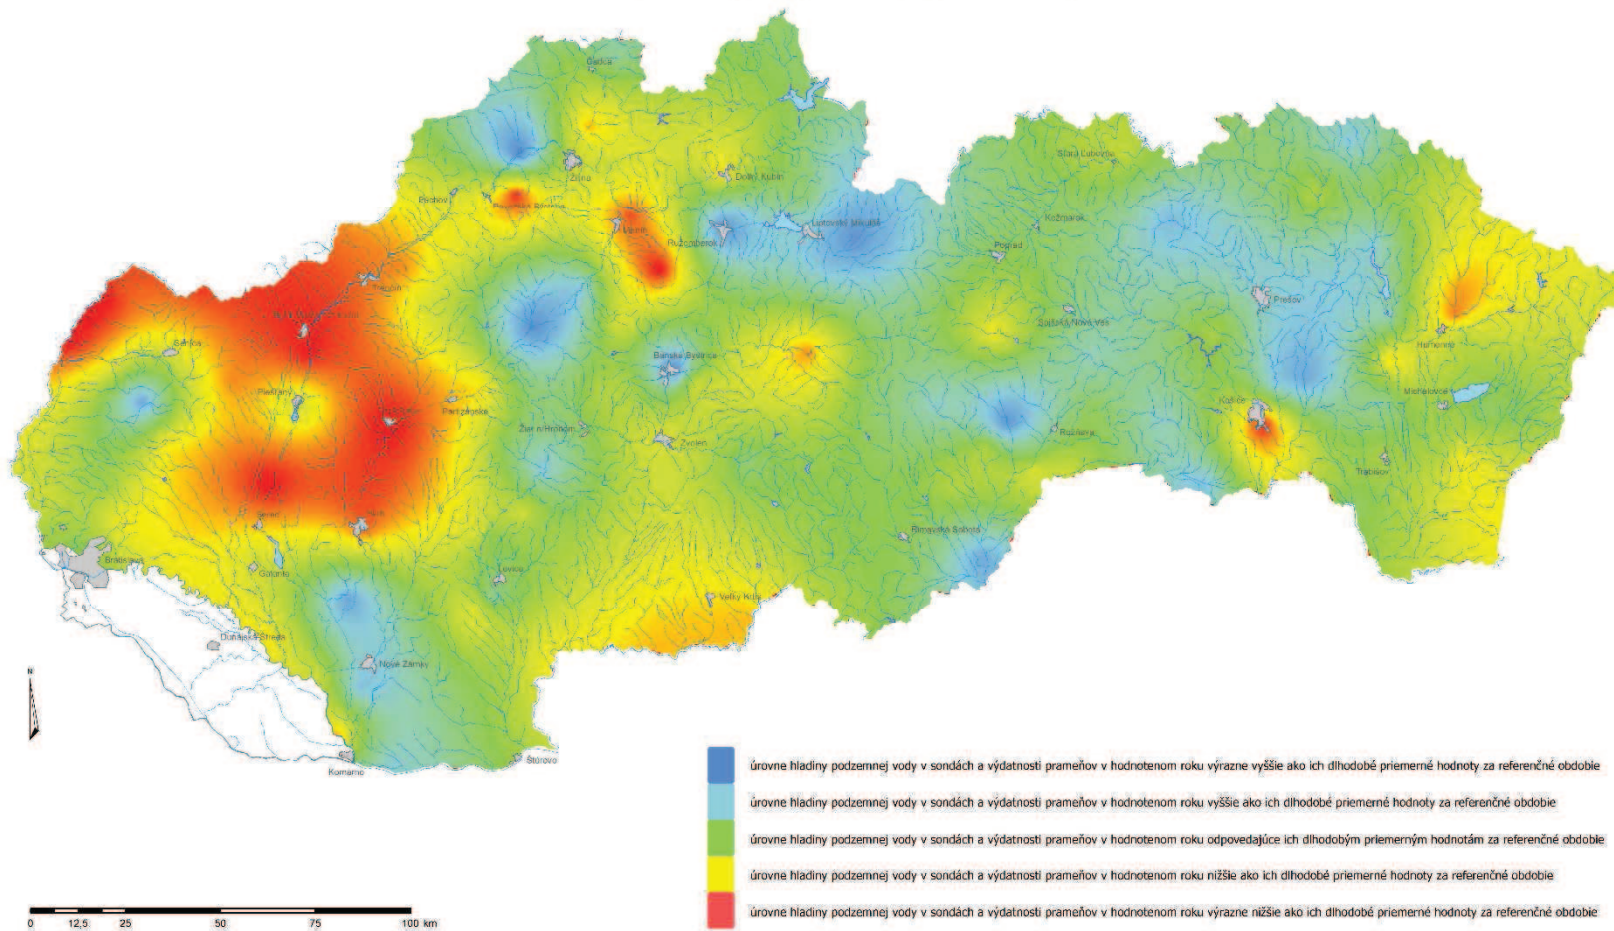 Čadca
Žilina
Dolný Kubín
Stará Ľubovňa
Púchov
Považská Bystrica
Martin
Ružomberok
Liptovský Mikuláš
Kežmarok
Poprad
Trenčín
Prešov
Spišská Nová Ves
Senica
Humenné
Banská Bystrica
Piešťany
Partizánske
Michalovce
Košice
Žiar n/Hronom
Zvolen
Rožňava
Trebišov
Sereď
Nitra
Rimavská Sobota
Bratislava
Galanta
Levice
Veľký Krtíš
Dunajská Streda
Nové Zámky
N
Štúrovo
Komárno
úrovne hladiny podzemnej vody v sondách a výdatnosti prameňov v hodnotenom roku výrazne vyššie ako ich dlhodobé priemerné hodnoty za referenčné obdobie
úrovne hladiny podzemnej vody v sondách a výdatnosti prameňov v hodnotenom roku vyššie ako ich dlhodobé priemerné hodnoty za referenčné obdobie
úrovne hladiny podzemnej vody v sondách a výdatnosti prameňov v hodnotenom roku odpovedajúce ich dlhodobým priemerným hodnotám za referenčné obdobie
úrovne hladiny podzemnej vody v sondách a výdatnosti prameňov v hodnotenom roku nižšie ako ich dlhodobé priemerné hodnoty za referenčné obdobie
úrovne hladiny podzemnej vody v sondách a výdatnosti prameňov v hodnotenom roku výrazne nižšie ako ich dlhodobé priemerné hodnoty za referenčné obdobie
0 12,5 25 50 75 100 km